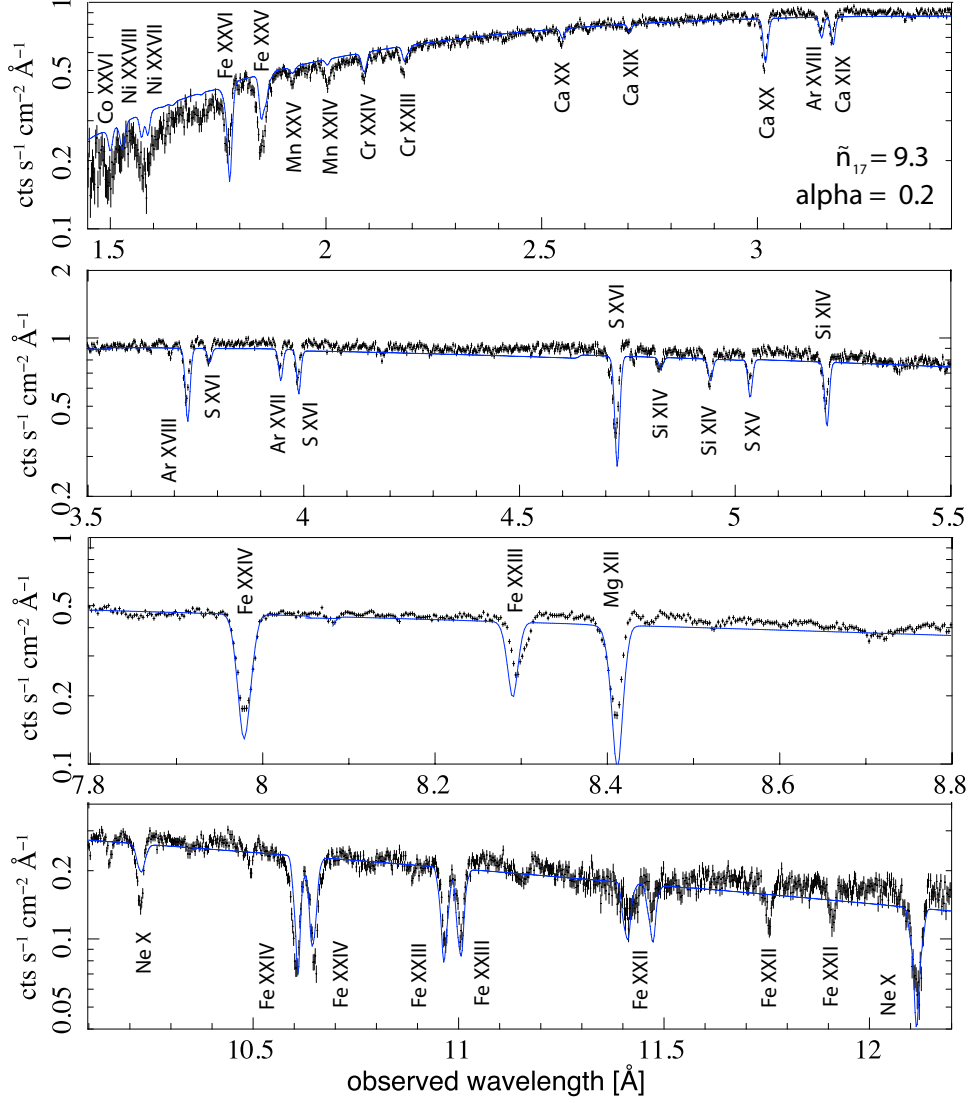 cts s⁻¹ cm⁻² Å⁻¹
1
0.5
0.2
0.1
Co XXVI
Ni XXVIII
Ni XXVII
Fe XXVI
Fe XXV
Mn XXV
Mn XXIV
Cr XXIV
Cr XXIII
Ca XX
Ca XIX
Ca XX
Ar XVIII
Ca XIX
ñ₁₇ = 9.3
alpha = 0.2
1.5 2 2.5 3
cts s⁻¹ cm⁻² Å⁻¹
2
1
0.5
0.2
Ar XVIII
S XVI
Ar XVII
S XVI
S XVI
Si XIV
Si XIV
S XV
Si XIV
3.5 4 4.5 5 5.5
cts s⁻¹ cm⁻² Å⁻¹
1
0.5
0.2
0.1
Fe XXIV
Fe XXIII
Mg XII
7.8 8 8.2 8.4 8.6 8.8
cts s⁻¹ cm⁻² Å⁻¹
0.2
0.1
0.05
Ne X
Fe XXIV
Fe XXIV
Fe XXIII
Fe XXIII
Fe XXII
Fe XXII
Fe XXII
Ne X
10.5 11 11.5 12
observed wavelength [Å]